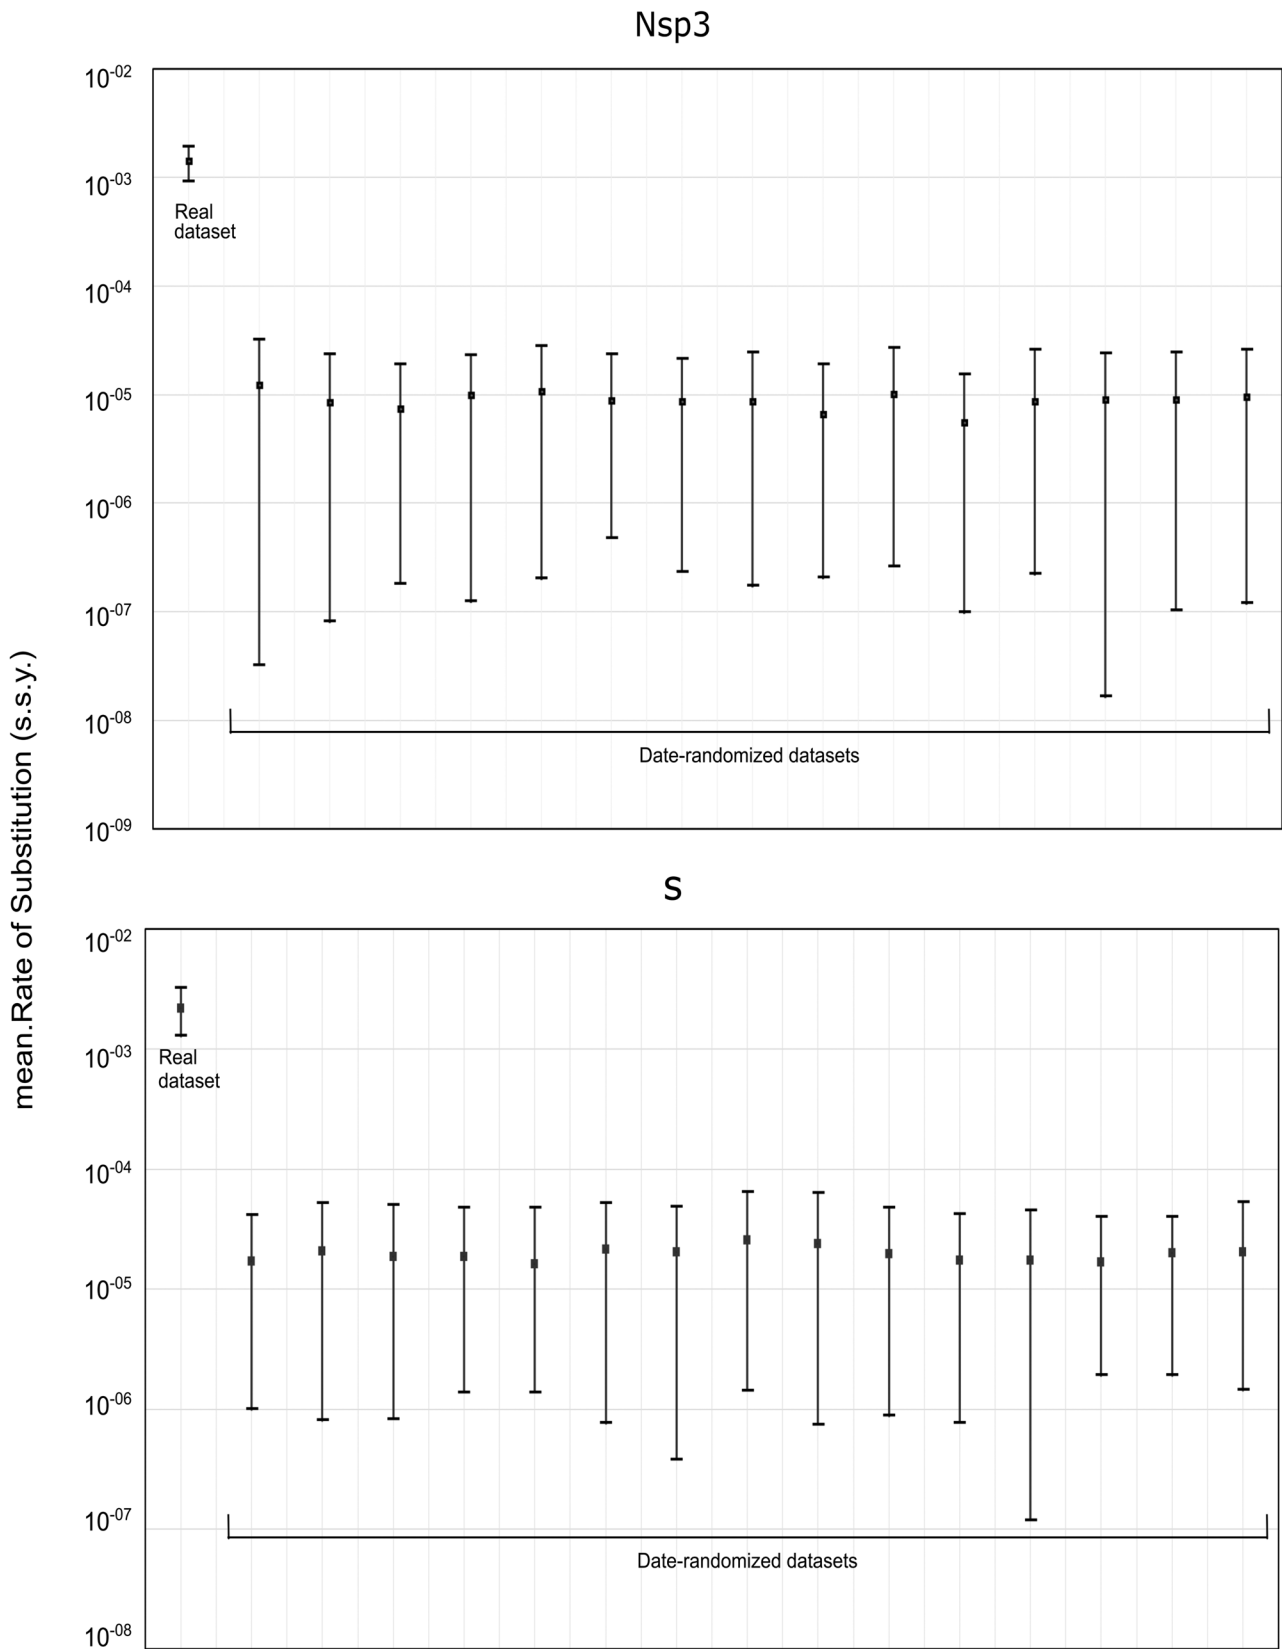 Nsp3
10-02
10-03
Real
dataset
10-04
10-05
10-06
10-07
10-08
Date-randomized datasets
10-09
mean.Rate of Substitution (s.s.y.)
S
10-02
10-03
Real
dataset
10-04
10-05
10-06
10-07
Date-randomized datasets
10-08